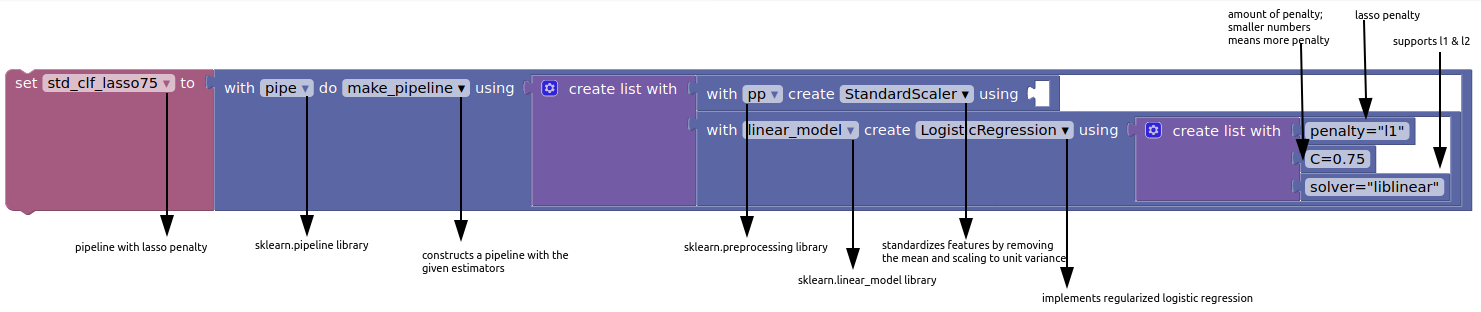 amount of penalty;
smaller numbers
means more penalty
lasso penalty
supports l1 & l2
set std_clf_lasso75 ▾ to
with pipe ▾ do make_pipeline ▾ using
create list with
with pp ▾ create StandardScaler ▾ using
with linear_model ▾ create LogisticRegression ▾ using
create list with
penalty="l1"
C=0.75
solver="liblinear"
pipeline with lasso penalty
sklearn.pipeline library
constructs a pipeline with the
given estimators
sklearn.preprocessing library
sklearn.linear_model library
standardizes features by removing
the mean and scaling to unit variance
implements regularized logistic regression